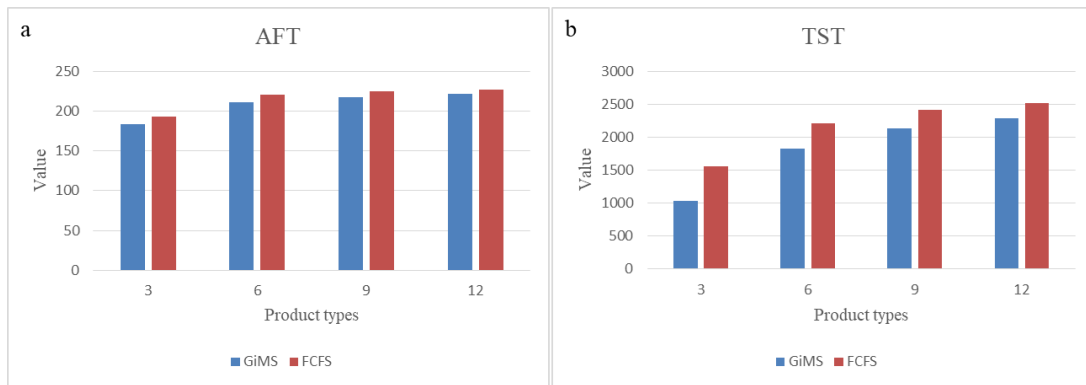 a
AFT
250
200
150
100
50
0
Value
3 6 9 12
Product types
GiMS FCFS
b
TST
3000
2500
2000
1500
1000
500
0
Value
3 6 9 12
Product types
GiMS FCFS